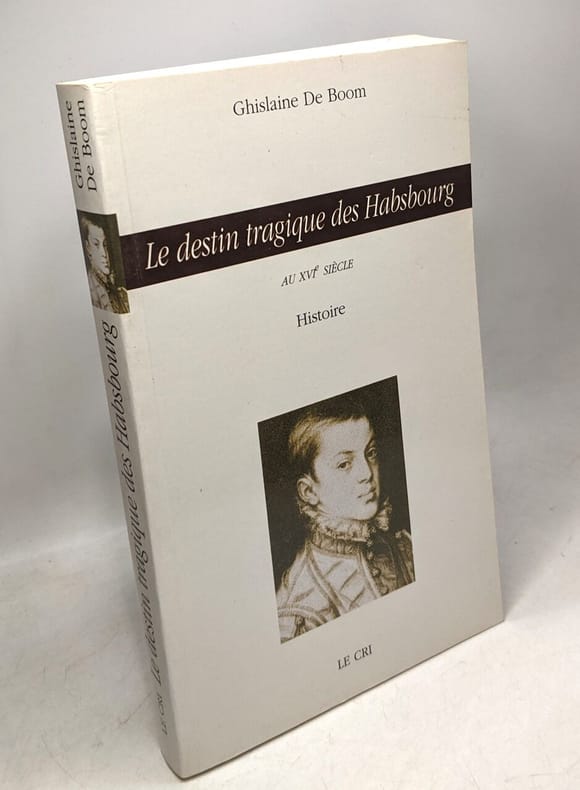 Ghislaine De Boom
Le destin tragique des Habsbourg
AU XVIᵉ SIÈCLE
Histoire
LE CRI
Ghislaine
De Boom
Le destin tragique des Habsbourg
LE CRI